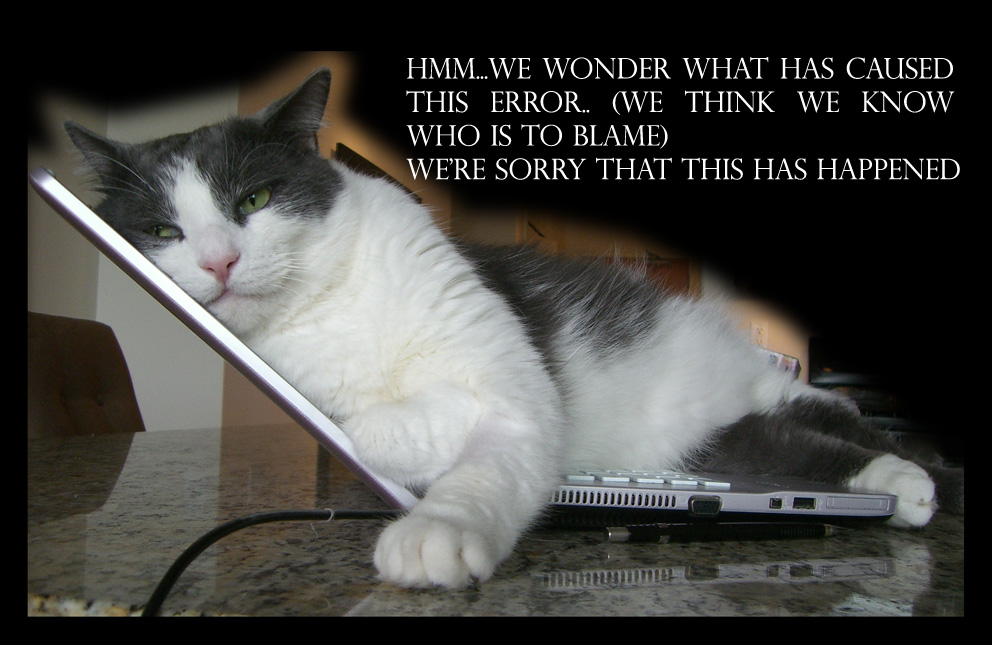 HMM...WE WONDER WHAT HAS CAUSED
THIS ERROR.. (WE THINK WE KNOW
WHO IS TO BLAME)
WE'RE SORRY THAT THIS HAS HAPPENED